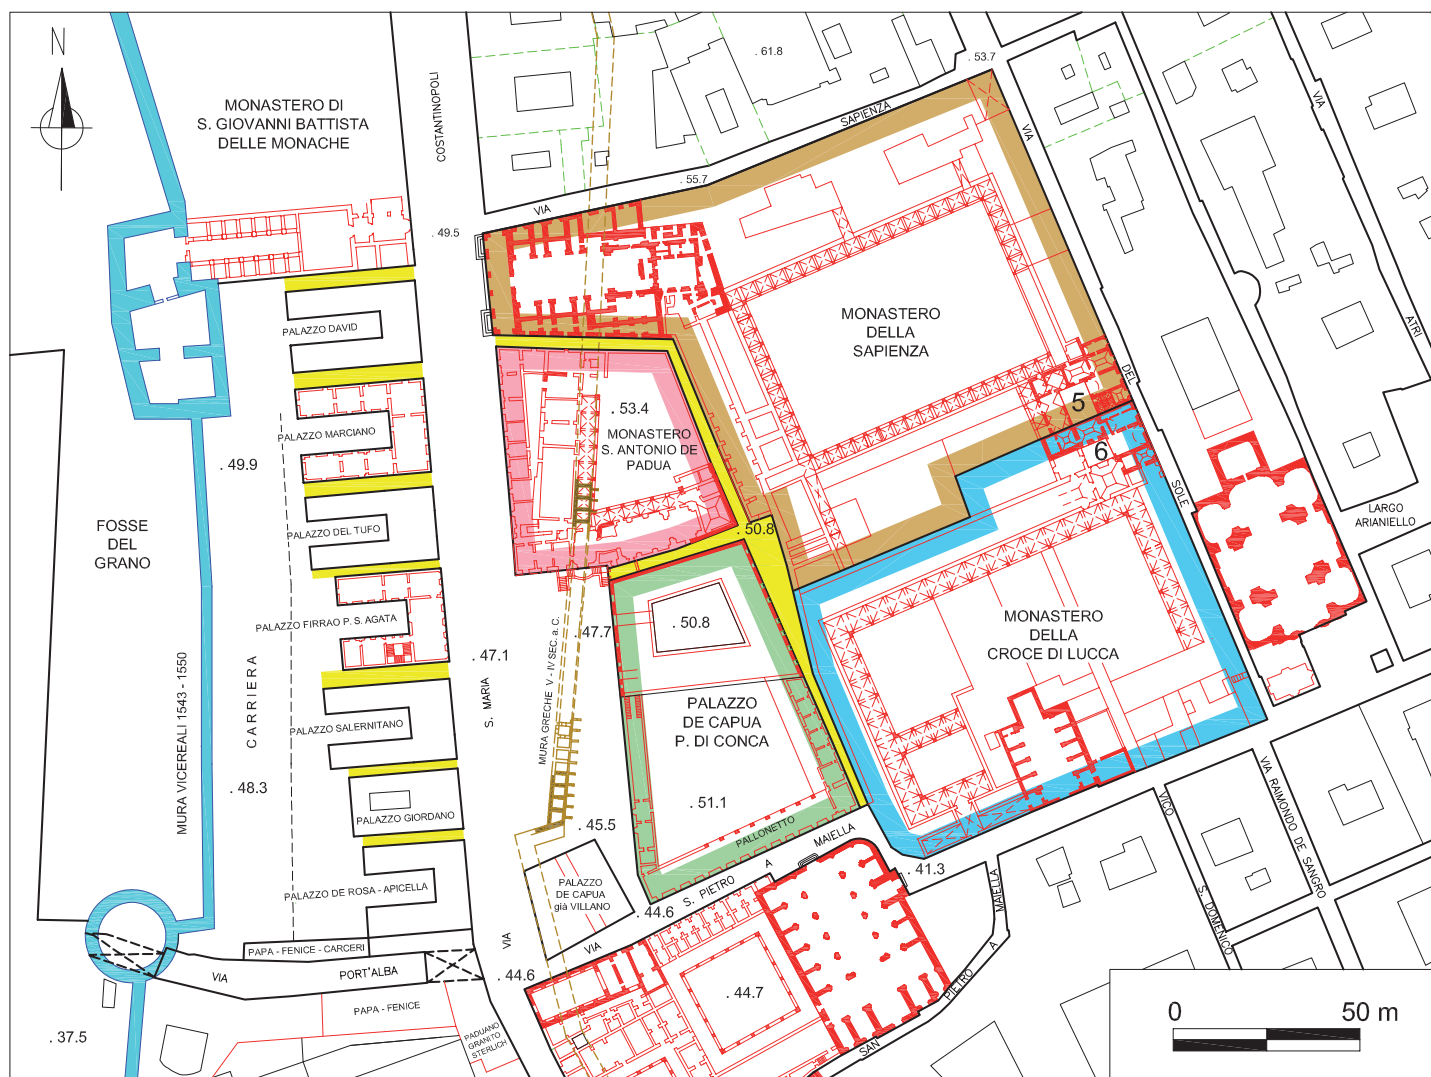 N
MONASTERO DI
S. GIOVANNI BATTISTA
DELLE MONACHE
COSTANTINOPOLI
. 61.8
. 53.7
SAPIENZA
VIA
. 55.7
VIA
. 49.5
VIA
ATRI
PALAZZO DAVID
MONASTERO
DELLA
SAPIENZA
DEL
5
6
. 53.4
MONASTERO
S. ANTONIO DE
PADUA
PALAZZO MARCIANO
. 49.9
SOLE
LARGO
ARIANIELLO
FOSSE
DEL
GRANO
PALAZZO DEL TUFO
. 50.8
PALAZZO FIRRAO P. S. AGATA
. 47.7
. 50.8
MONASTERO
DELLA
CROCE DI LUCCA
. 47.1
MURA GRECHE V - IV SEC. a. C.
S. MARIA
CARRIERA
MURA VICEREALI 1543 - 1550
PALAZZO SALERNITANO
PALAZZO
DE CAPUA
P. DI CONCA
. 48.3
. 51.1
PALAZZO GIORDANO
. 45.5
PALLONETTO
VIA RAIMONDO DE SANGRO
VICO
S. DOMENICO
VIA
S. PIETRO
A
MAIELLA
. 41.3
PALAZZO DE ROSA - APICELLA
PALAZZO
DE CAPUA
già VILLANO
. 44.6
MAIELLA
A
PIETRO
SAN
VIA
PAPA - FENICE - CARCERI
VIA
PORT'ALBA
. 44.6
. 44.7
PAPA - FENICE
PADUANO
GRANITO
STERLICH
. 37.5
0
50 m